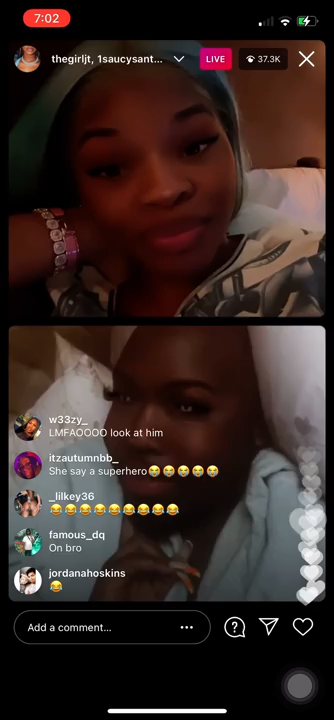 7:02
thegirljt, 1saucysant...
LIVE
37.3K
w33zy_
LMFAOOOO look at him
itzautumnbb_
She say a superhero😭😭😭😭😭
_lilkey36
😂😂😂😂😂😂😂😂😂
famous_dq
On bro
jordanahoskins
😂
Add a comment...